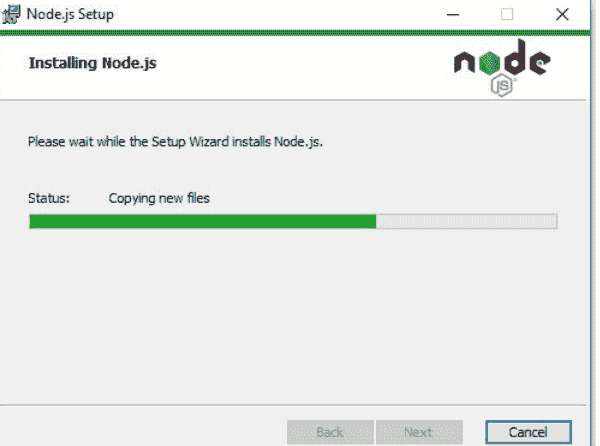 Node.js Setup
Installing Node.js
node
JS
Please wait while the Setup Wizard installs Node.js.
Status: Copying new files
Back Next Cancel